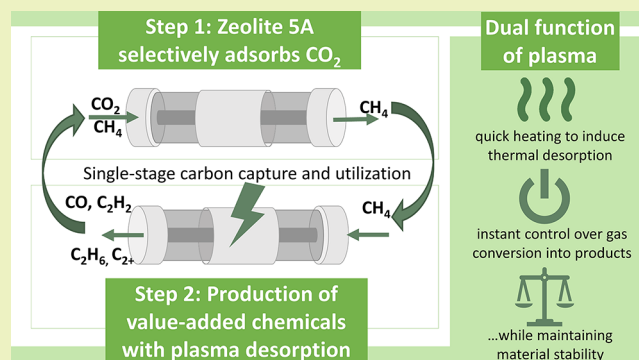 Step 1: Zeolite 5A
selectively adsorbs CO₂
CO₂
CH₄
CH₄
Single-stage carbon capture and utilization
CO, C₂H₂
C₂H₆, C₂₊
CH₄
Step 2: Production of
value-added chemicals
with plasma desorption
Dual function
of plasma
quick heating to induce
thermal desorption
instant control over gas
conversion into products
...while maintaining
material stability